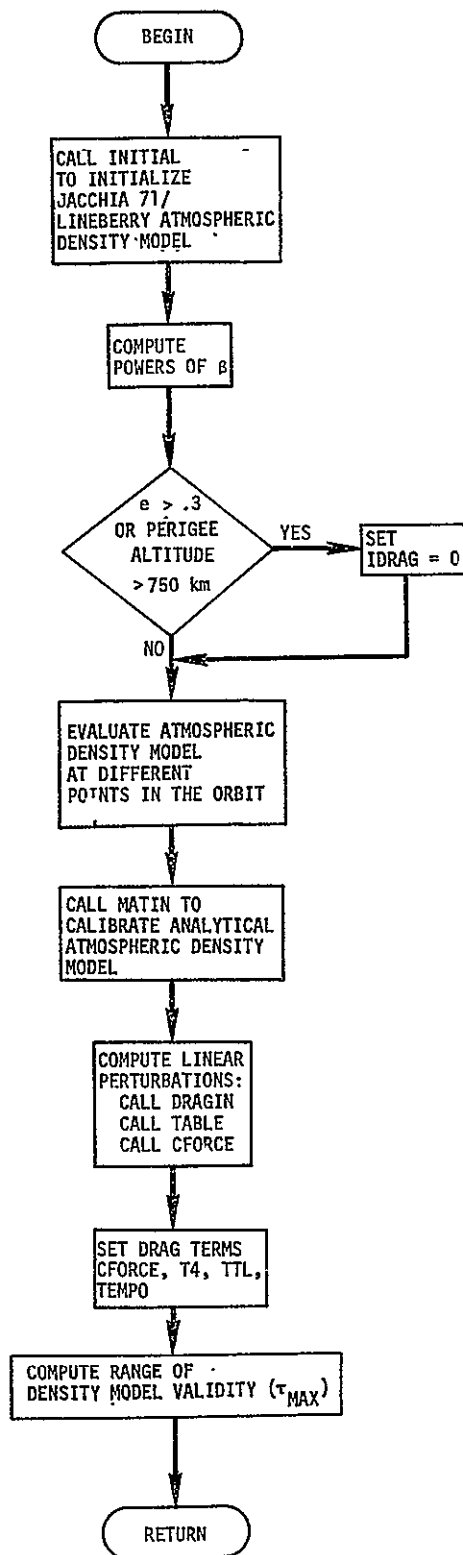 BEGIN
CALL INITIAL
TO INITIALIZE
JACCHIA 71/
LINEBERRY ATMOSPHERIC
DENSITY MODEL
COMPUTE
POWERS OF β
e > .3
OR PERIGEE
ALTITUDE
>750 km
YES
SET
IDRAG = 0
NO
EVALUATE ATMOSPHERIC
DENSITY MODEL
AT DIFFERENT
POINTS IN THE ORBIT
CALL MATIN TO
CALIBRATE ANALYTICAL
ATMOSPHERIC DENSITY
MODEL
COMPUTE LINEAR
PERTURBATIONS:
CALL DRAGIN
CALL TABLE
CALL CFORCE
SET DRAG TERMS
CFORCE, T4, TTL,
TEMPO
COMPUTE RANGE OF
DENSITY MODEL VALIDITY (τMAX)
RETURN